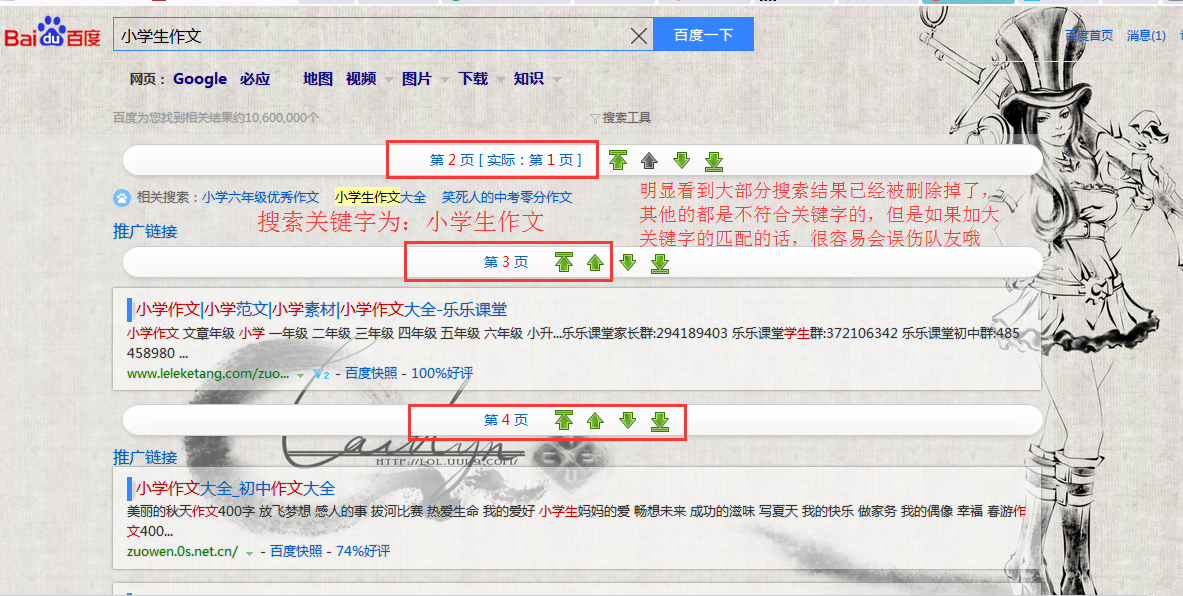 Bai du 百度
小学生作文
百度一下
百度首页 消息(1)
网页： Google 必应 地图 视频 图片 下载 知识
百度为您找到相关结果约10,600,000个
搜索工具
第 2 页 [ 实际：第 1 页 ]
相关搜索：小学六年级优秀作文 小学生作文大全 笑死人的中考零分作文
搜索关键字为：小学生作文
明显看到大部分搜索结果已经被删除掉了，
其他的都是不符合关键字的，但是如果加大
关键字的匹配的话，很容易会误伤队友哦
推广链接
第 3 页
小学作文|小学范文|小学素材|小学作文大全-乐乐课堂
小学作文 文章年级 小学 一年级 二年级 三年级 四年级 五年级 六年级 小升...乐乐课堂家长群:294189403 乐乐课堂学生群:372106342 乐乐课堂初中群:485
458980 ...
www.leleketang.com/zuo... V2 - 百度快照 - 100%好评
第 4 页
Caitlyn
HTTP://LOL.UUU9.COM/
推广链接
小学作文大全_初中作文大全
美丽的秋天作文400字 放飞梦想 感人的事 拔河比赛 热爱生命 我的爱好 小学生妈妈的爱 畅想未来 成功的滋味 写夏天 我的快乐 做家务 我的偶像 幸福 春游作
文400...
zuowen.0s.net.cn/ - 百度快照 - 74%好评